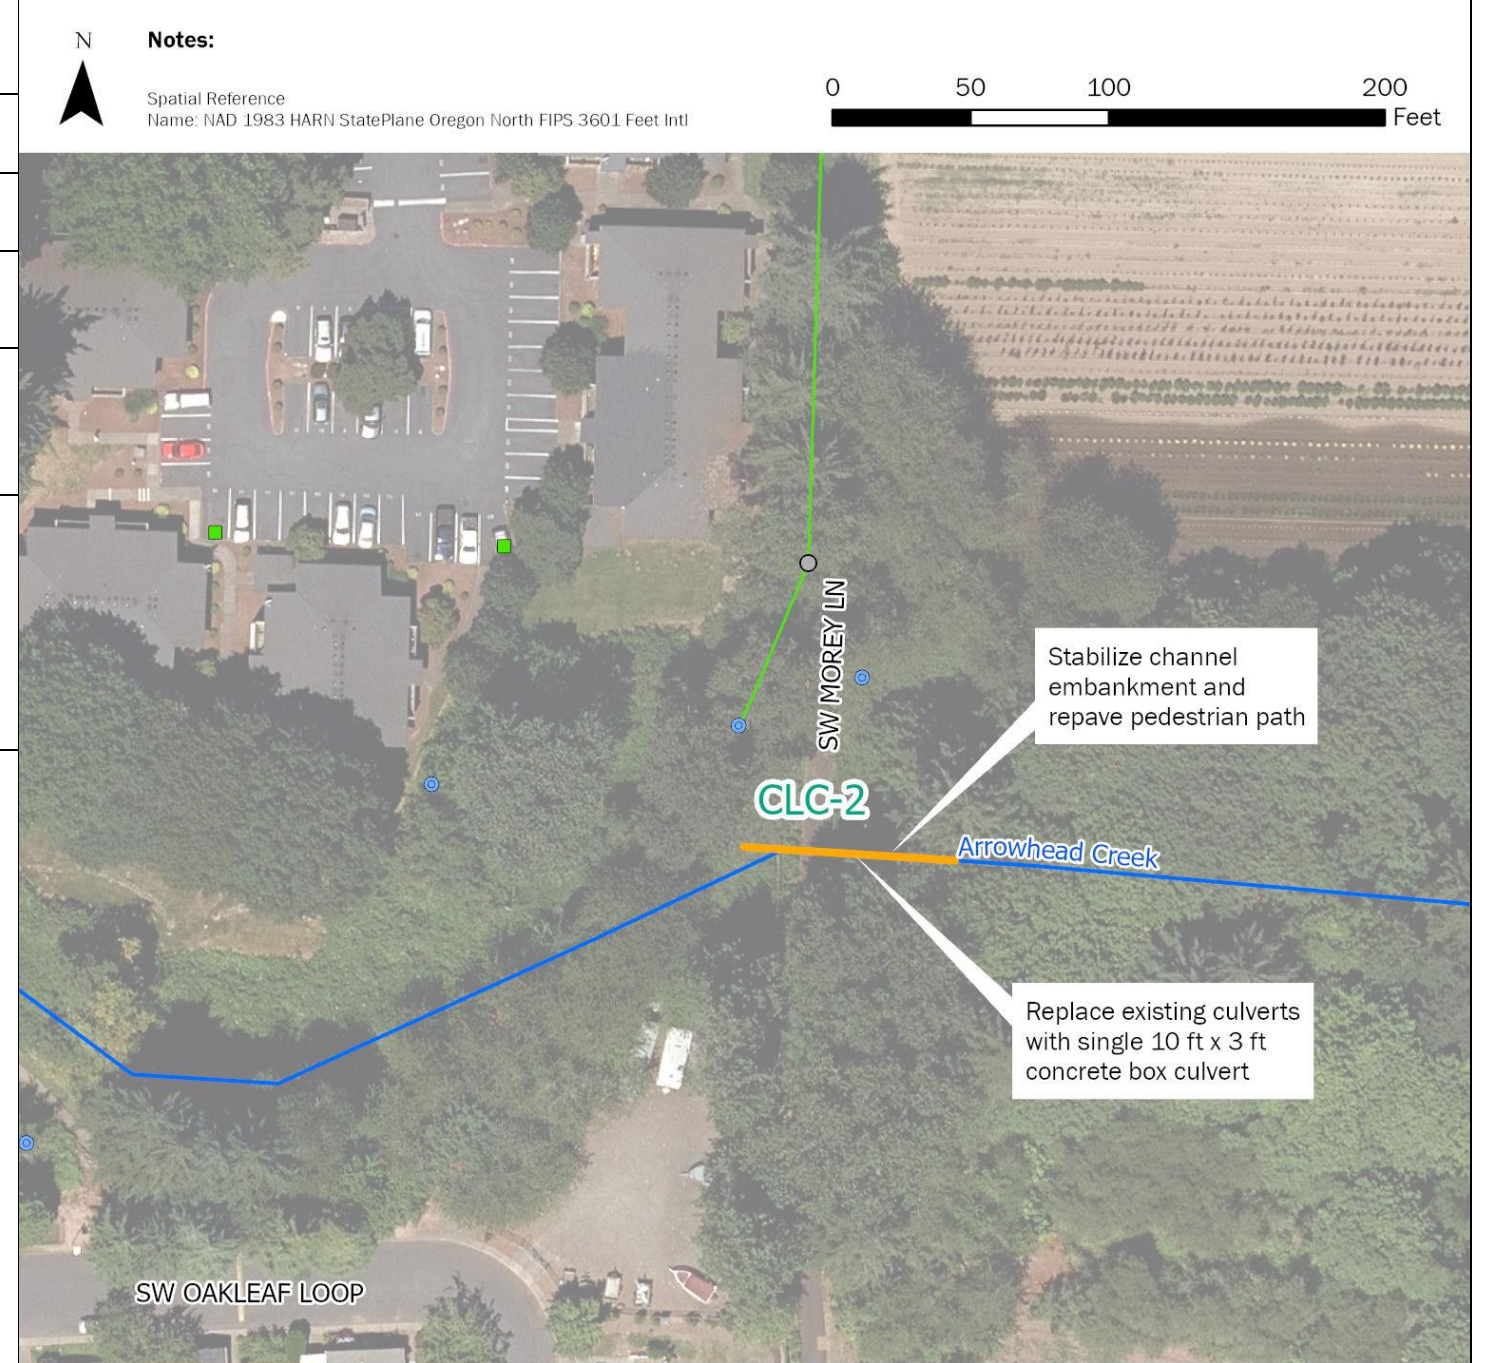 N
Notes:
Spatial Reference
Name: NAD 1983 HARN StatePlane Oregon North FIPS 3601 Feet Intl
0 50 100 200
Feet
SW MOREY LN
Stabilize channel
embankment and
repave pedestrian path
CLC-2
Arrowhead Creek
Replace existing culverts
with single 10 ft x 3 ft
concrete box culvert
SW OAKLEAF LOOP